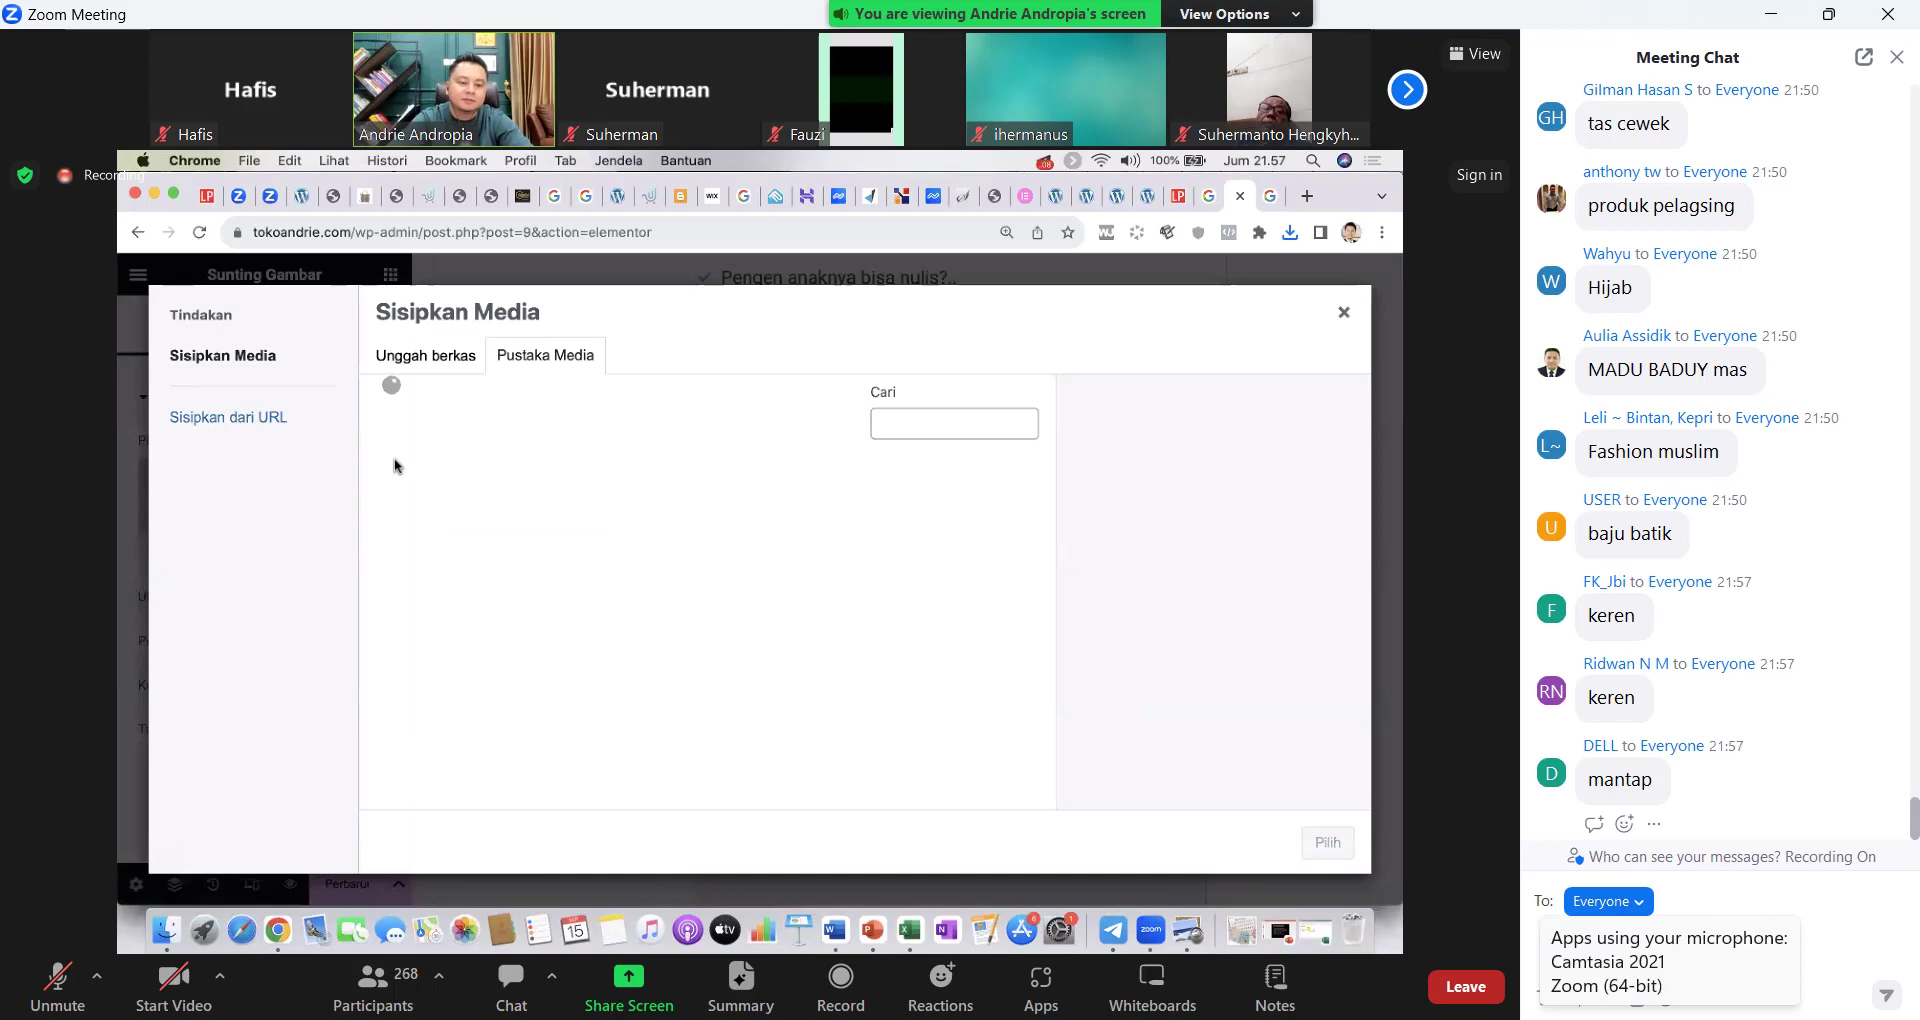 Zoom Meeting
You are viewing Andrie Andropia's screen
View Options
View
Hafis
Hafis
Andrie Andropia
Suherman
Suherman
Fauzi
ihermanus
Suhermanto Hengkyh...
Recording
Sign in
Chrome File Edit Lihat Histori Bookmark Profil Tab Jendela Bantuan
100% Jum 21.57
tokoandrie.com/wp-admin/post.php?post=9&action=elementor
Sunting Gambar
Pengen anaknya bisa nulis?..
Tindakan
Sisipkan Media
Sisipkan dari URL
Sisipkan Media
Unggah berkas
Pustaka Media
Cari
Pilih
Perbarui
Meeting Chat
Gilman Hasan S to Everyone 21:50
GH
tas cewek
anthony tw to Everyone 21:50
produk pelagsing
Wahyu to Everyone 21:50
W
Hijab
Aulia Assidik to Everyone 21:50
MADU BADUY mas
Leli ~ Bintan, Kepri to Everyone 21:50
L~
Fashion muslim
USER to Everyone 21:50
U
baju batik
FK_Jbi to Everyone 21:57
F
keren
Ridwan N M to Everyone 21:57
RN
keren
DELL to Everyone 21:57
D
mantap
Who can see your messages? Recording On
To: Everyone
Apps using your microphone:
Camtasia 2021
Zoom (64-bit)
Unmute
Start Video
268
Participants
Chat
Share Screen
Summary
Record
Reactions
Apps
Whiteboards
Notes
Leave